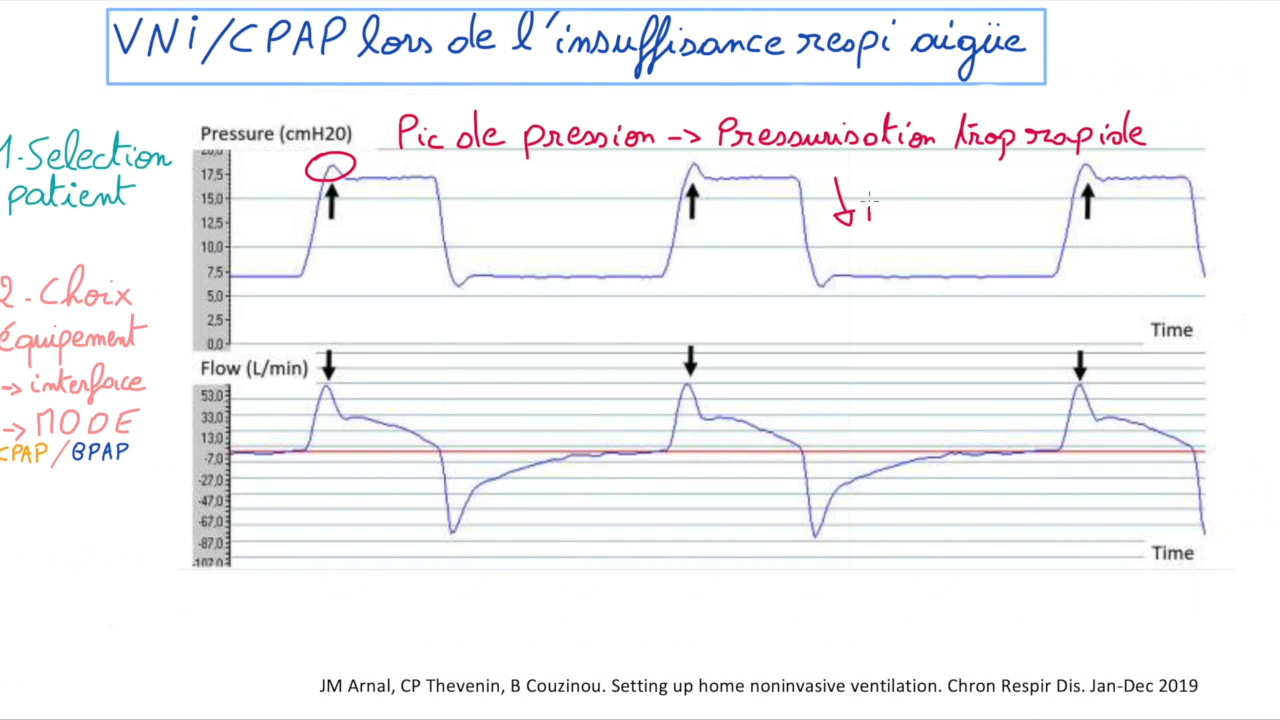 VNI/CPAP lors de l'insuffisance respi aigüe
1. Selection
patient
2. Choix
équipement
-> interface
-> MODE
CPAP / BPAP
Pressure (cmH20)
Pic de pression -> Pressurisation trop rapide
20,0
17,5
15,0
12,5
10,0
7,5
5,0
2,5
0,0
Time
Flow (L/min)
53,0
33,0
13,0
-7,0
-27,0
-47,0
-67,0
-87,0
-107,0
Time
JM Arnal, CP Thevenin, B Couzinou. Setting up home noninvasive ventilation. Chron Respir Dis. Jan-Dec 2019